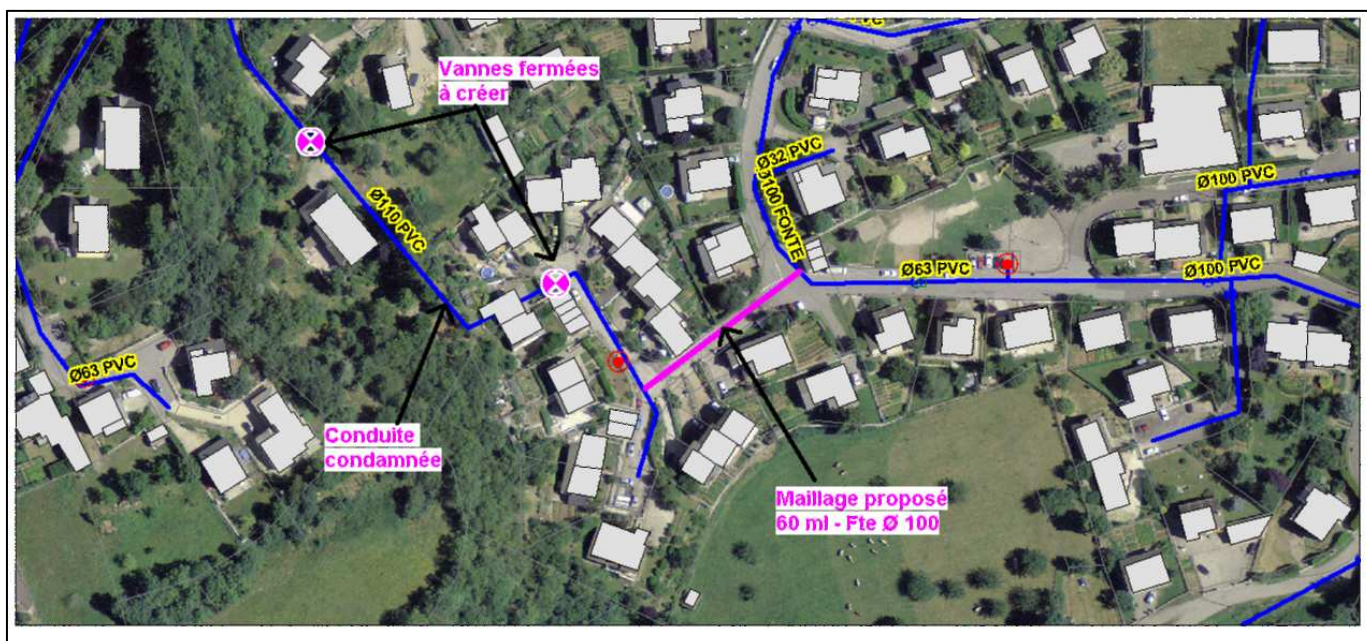 Vannes fermées
à créer
Ø32 PVC
Ø100 FONTE
Ø100 PVC
Ø110 PVC
Ø63 PVC
Ø100 PVC
Ø63 PVC
Conduite
condamnée
Maillage proposé
60 ml - Fte Ø 100